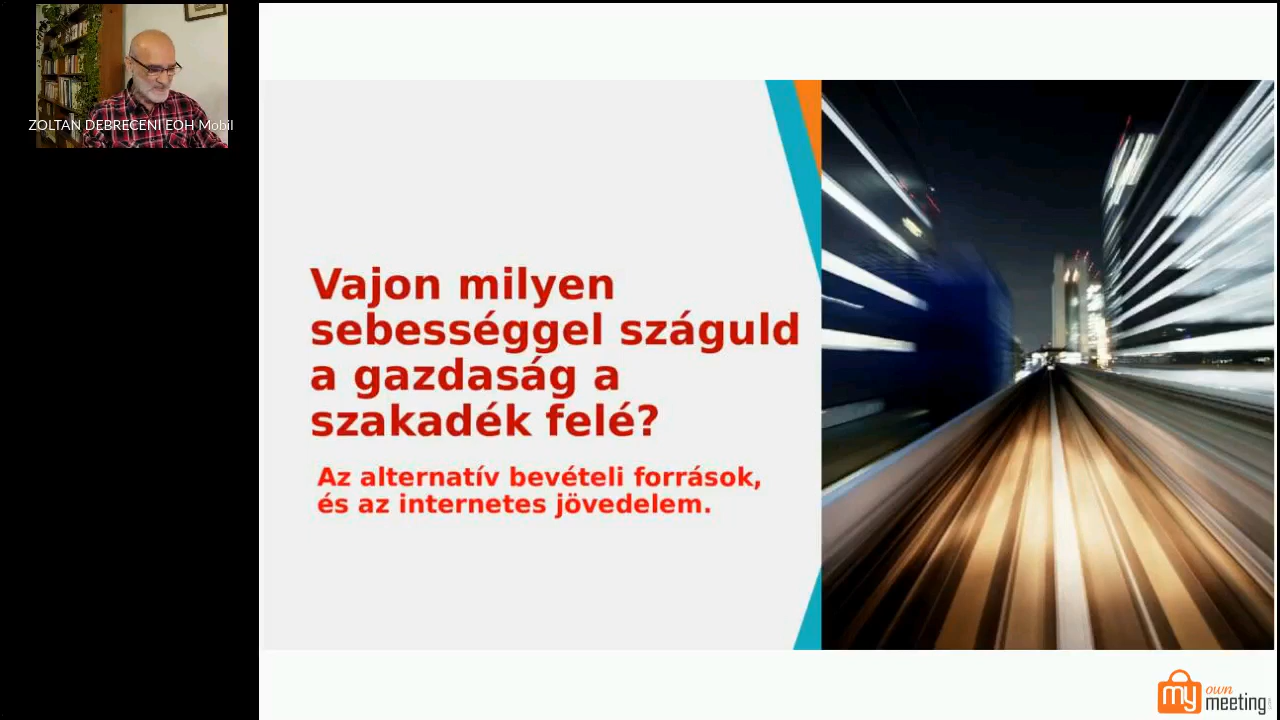 ZOLTAN DEBRECENI EOH Mobil
Vajon milyen
sebességgel száguld
a gazdaság a
szakadék felé?
Az alternatív bevételi források,
és az internetes jövedelem.
my own
meeting